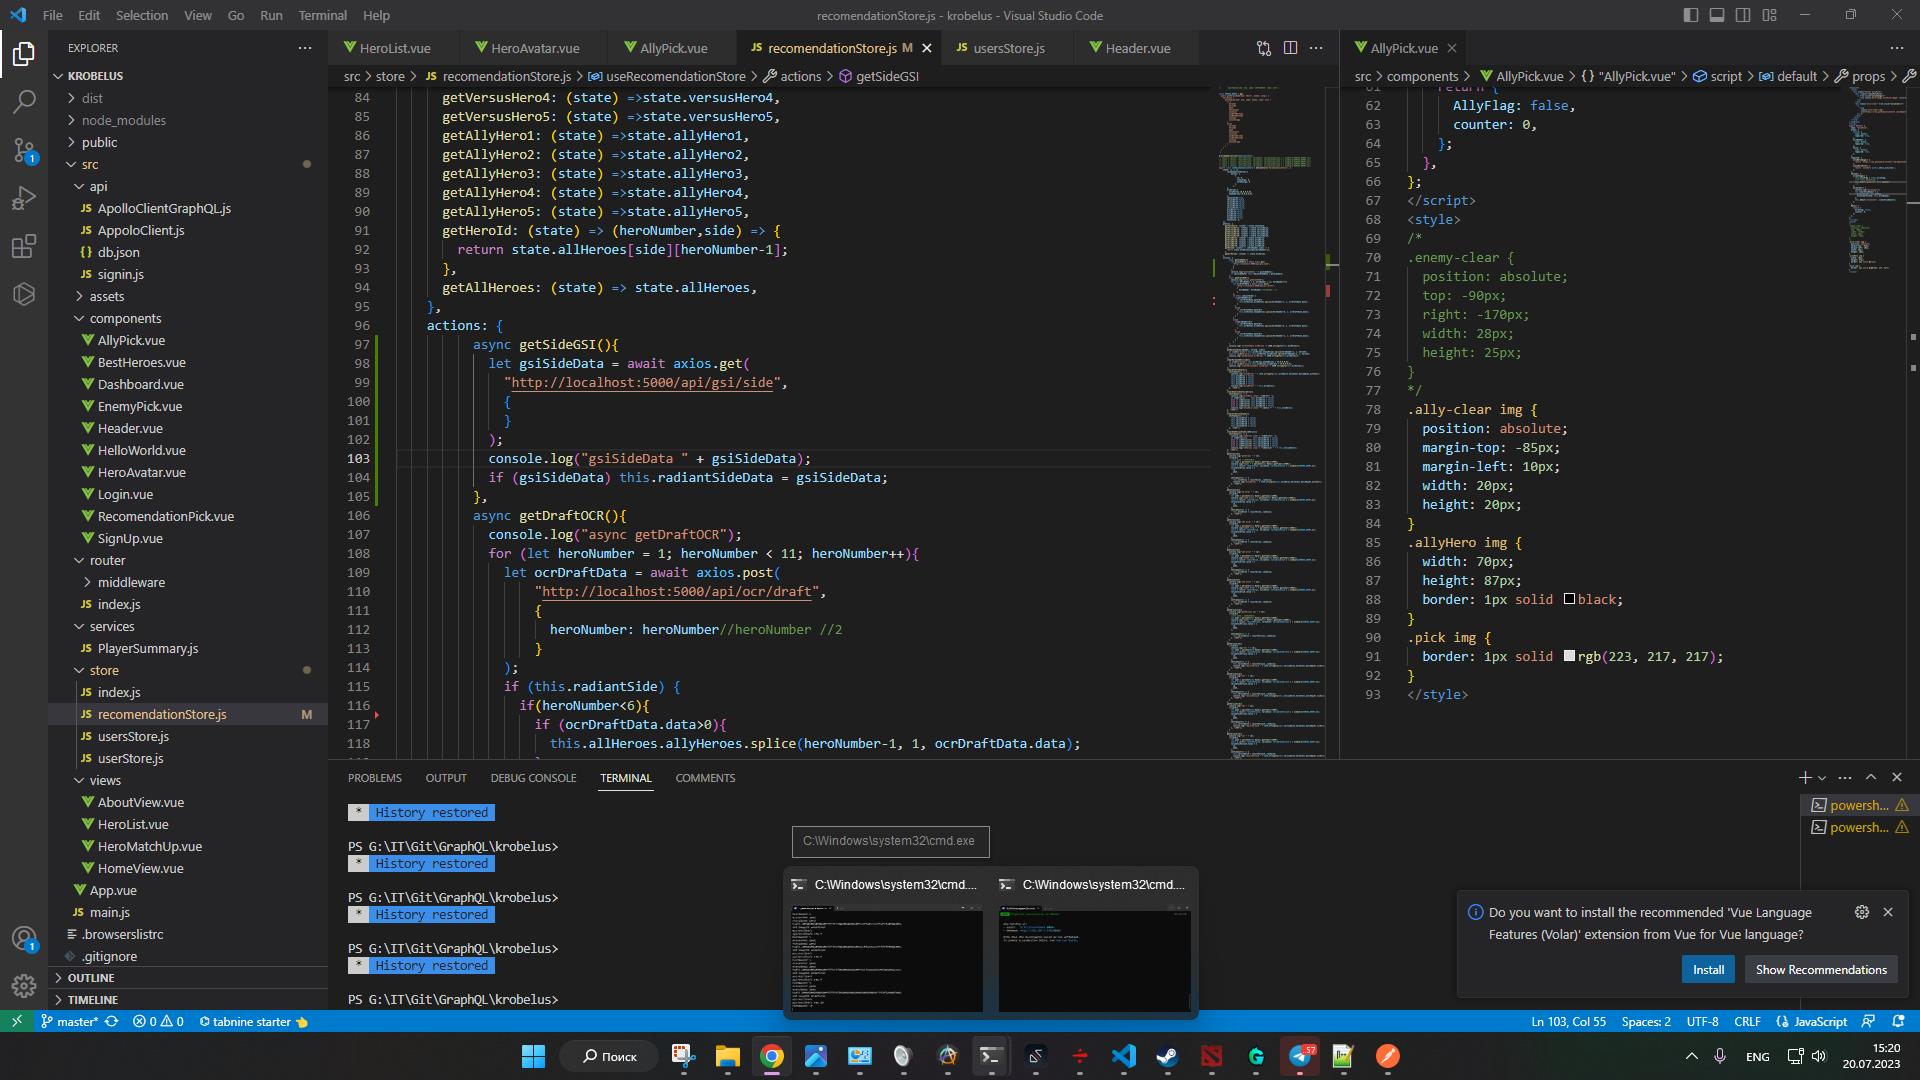 File Edit Selection View Go Run Terminal Help
recomendationStore.js - krobelus - Visual Studio Code
EXPLORER
KROBELUS
dist
node_modules
public
src
api
ApolloClientGraphQL.js
AppoloClient.js
db.json
signin.js
assets
components
AllyPick.vue
BestHeroes.vue
Dashboard.vue
EnemyPick.vue
Header.vue
HelloWorld.vue
HeroAvatar.vue
Login.vue
RecomendationPick.vue
SignUp.vue
router
middleware
index.js
services
PlayerSummary.js
store
index.js
recomendationStore.js M
usersStore.js
userStore.js
views
AboutView.vue
HeroList.vue
HeroMatchUp.vue
HomeView.vue
App.vue
main.js
.browserslistrc
.gitignore
OUTLINE
TIMELINE
HeroList.vue HeroAvatar.vue AllyPick.vue recomendationStore.js M usersStore.js Header.vue
src > store > JS recomendationStore.js > useRecomendationStore > actions > getSideGSI
84 getVersusHero4: (state) =>state.versusHero4,
85 getVersusHero5: (state) =>state.versusHero5,
86 getAllyHero1: (state) =>state.allyHero1,
87 getAllyHero2: (state) =>state.allyHero2,
88 getAllyHero3: (state) =>state.allyHero3,
89 getAllyHero4: (state) =>state.allyHero4,
90 getAllyHero5: (state) =>state.allyHero5,
91 getHeroId: (state) => (heroNumber,side) => {
92 return state.allHeroes[side][heroNumber-1];
93 },
94 getAllHeroes: (state) => state.allHeroes,
95 },
96 actions: {
97 async getSideGSI(){
98 let gsiSideData = await axios.get(
99 "http://localhost:5000/api/gsi/side",
100 {
101 }
102 );
103 console.log("gsiSideData " + gsiSideData);
104 if (gsiSideData) this.radiantSideData = gsiSideData;
105 },
106 async getDraftOCR(){
107 console.log("async getDraftOCR");
108 for (let heroNumber = 1; heroNumber < 11; heroNumber++){
109 let ocrDraftData = await axios.post(
110 "http://localhost:5000/api/ocr/draft",
111 {
112 heroNumber: heroNumber//heroNumber //2
113 }
114 );
115 if (this.radiantSide) {
116 if(heroNumber<6){
117 if (ocrDraftData.data>0){
118 this.allHeroes.allyHeroes.splice(heroNumber-1, 1, ocrDraftData.data);
AllyPick.vue
src > components > AllyPick.vue > {} "AllyPick.vue" > script > default > props >
61 return {
62 AllyFlag: false,
63 counter: 0,
64 };
65 },
66 };
67 </script>
68 <style>
69 /*
70 .enemy-clear {
71 position: absolute;
72 top: -90px;
73 right: -170px;
74 width: 28px;
75 height: 25px;
76 }
77 */
78 .ally-clear img {
79 position: absolute;
80 margin-top: -85px;
81 margin-left: 10px;
82 width: 20px;
83 height: 20px;
84 }
85 .allyHero img {
86 width: 70px;
87 height: 87px;
88 border: 1px solid black;
89 }
90 .pick img {
91 border: 1px solid rgb(223, 217, 217);
92 }
93 </style>
PROBLEMS OUTPUT DEBUG CONSOLE TERMINAL COMMENTS
* History restored
PS G:\IT\Git\GraphQL\krobelus>
* History restored
PS G:\IT\Git\GraphQL\krobelus>
* History restored
PS G:\IT\Git\GraphQL\krobelus>
* History restored
PS G:\IT\Git\GraphQL\krobelus>
powersh...
powersh...
C:\Windows\system32\cmd.exe
C:\Windows\system32\cmd....
C:\Windows\system32\cmd....
Do you want to install the recommended 'Vue Language
Features (Volar)' extension from Vue for Vue language?
Install Show Recommendations
master* 0 0 tabnine starter
Ln 103, Col 55 Spaces: 2 UTF-8 CRLF JavaScript
Поиск
57
ENG
15:20
20.07.2023